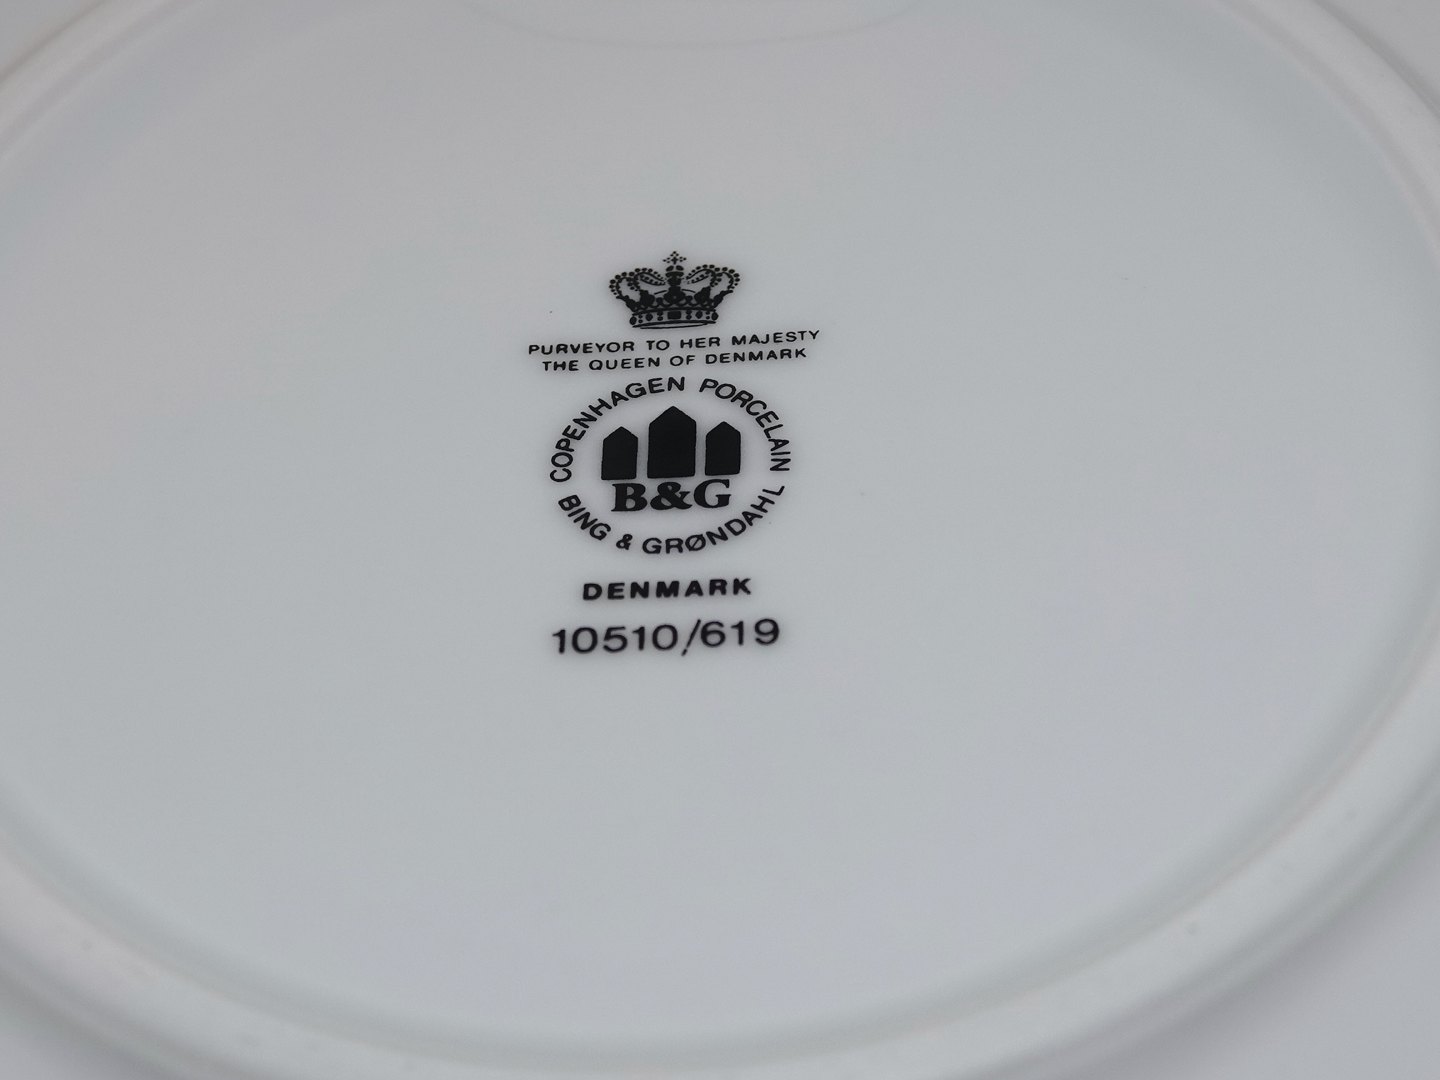 PURVEYOR TO HER MAJESTY
THE QUEEN OF DENMARK
COPENHAGEN PORCELAIN
B&G
BING & GRØNDAHL
DENMARK
10510/619